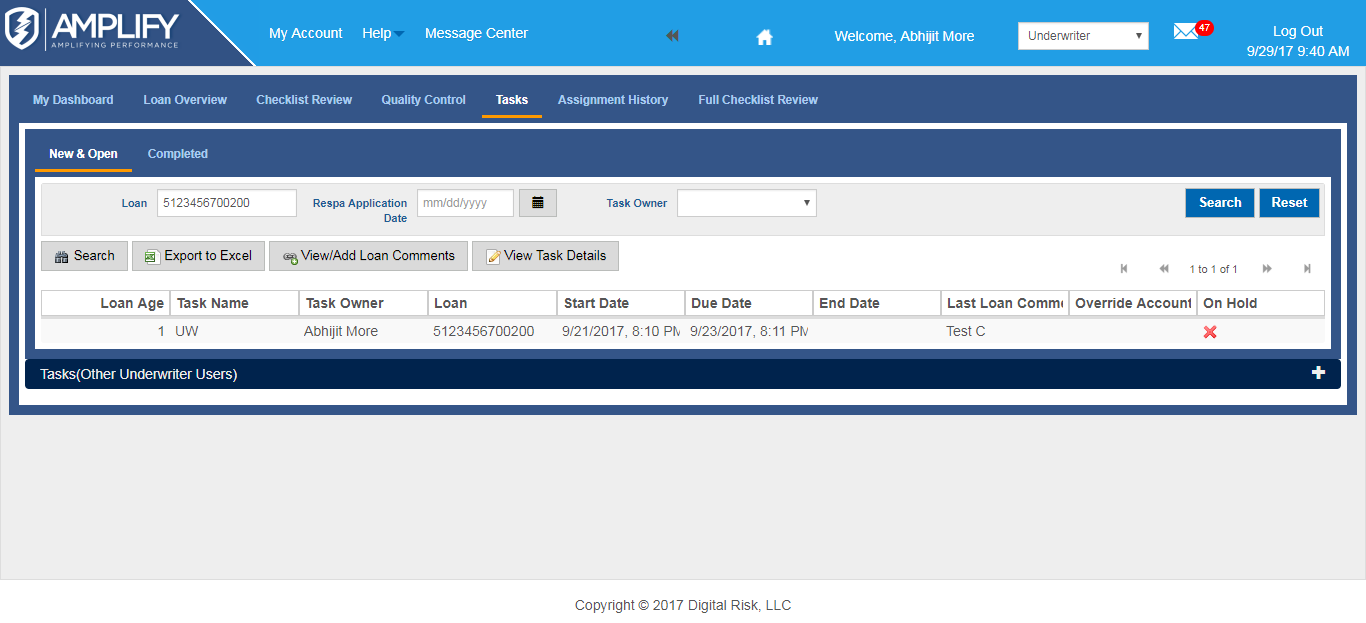 AMPLIFY
AMPLIFYING PERFORMANCE
My Account Help Message Center Welcome, Abhijit More Underwriter 47 Log Out
9/29/17 9:40 AM
My Dashboard Loan Overview Checklist Review Quality Control Tasks Assignment History Full Checklist Review
New & Open Completed
Loan 5123456700200 Respa Application Date mm/dd/yyyy Task Owner Search Reset
Search Export to Excel View/Add Loan Comments View Task Details
1 to 1 of 1
Loan Age Task Name Task Owner Loan Start Date Due Date End Date Last Loan Comme Override Account On Hold
1 UW Abhijit More 5123456700200 9/21/2017, 8:10 PM 9/23/2017, 8:11 PM Test C
Tasks(Other Underwriter Users)
Copyright © 2017 Digital Risk, LLC